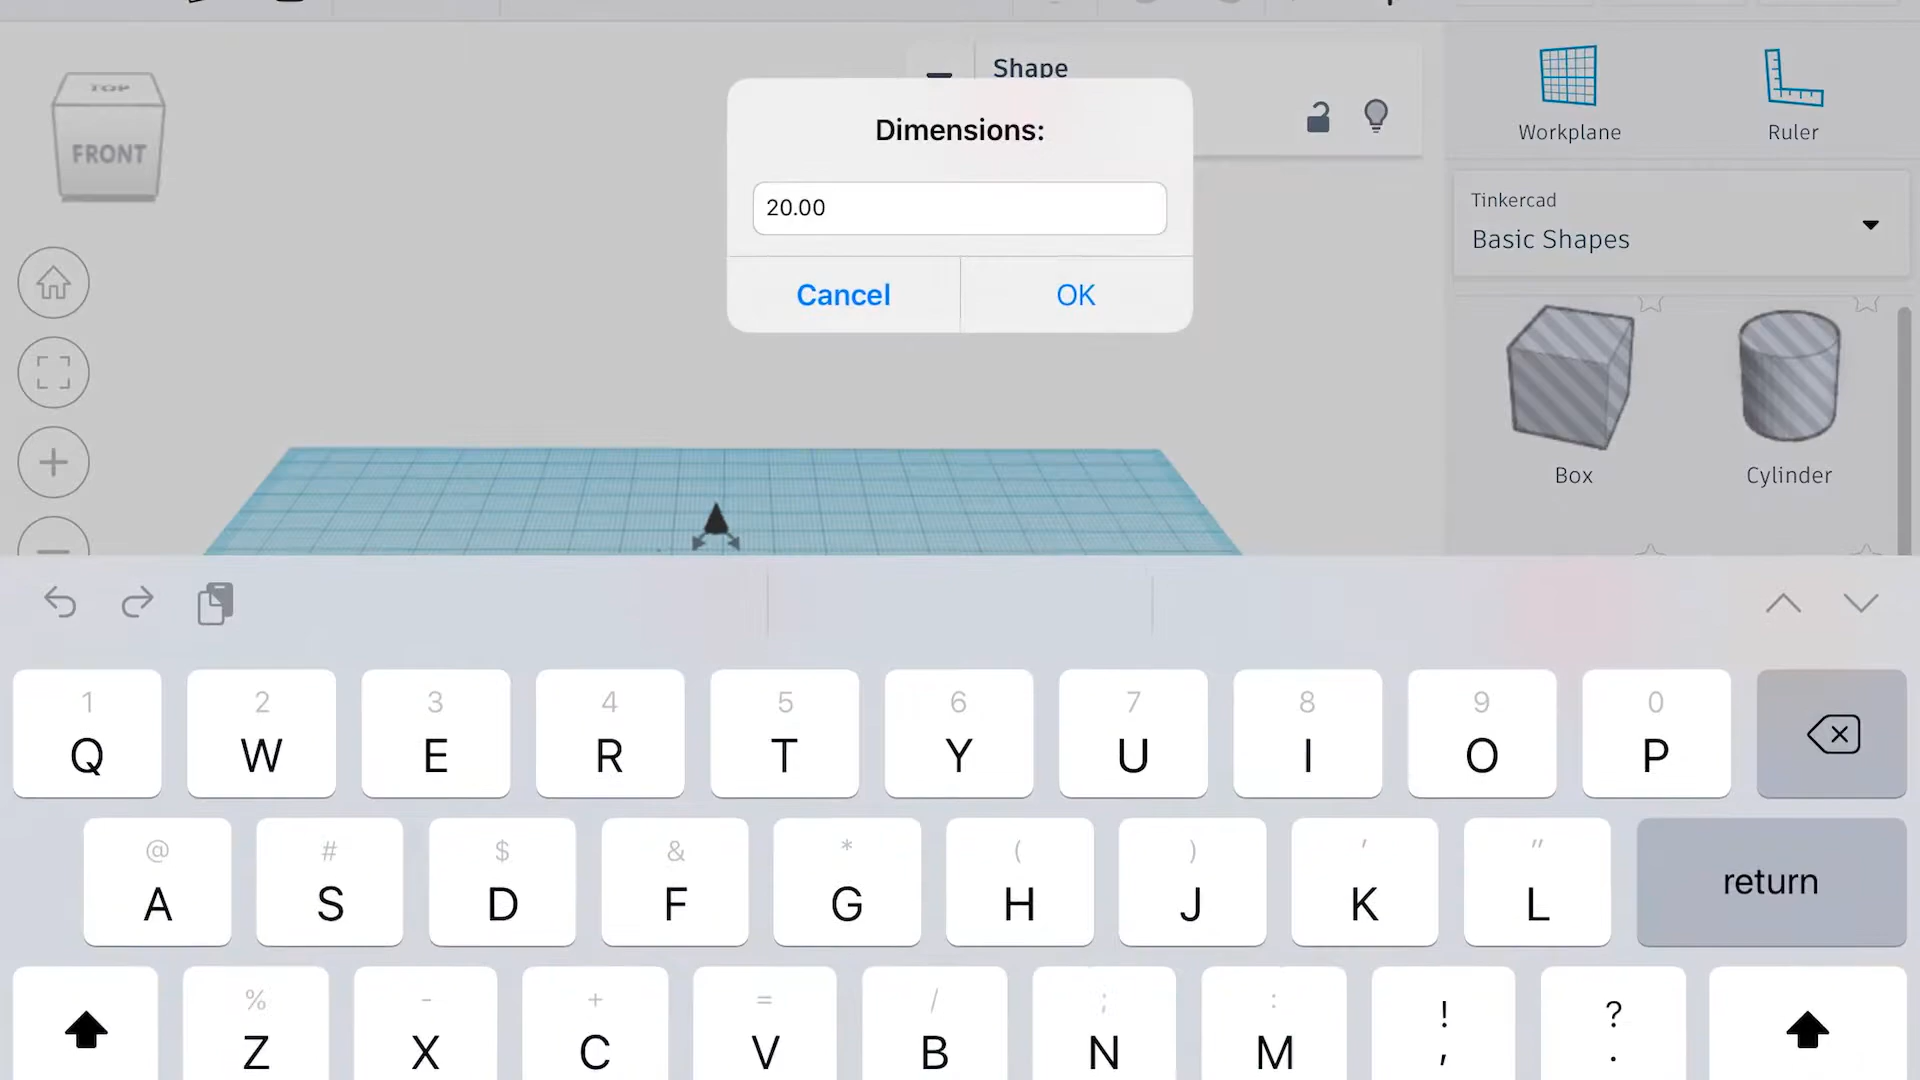 Shape
TOP
FRONT
Dimensions:
20.00
Cancel
OK
Workplane
Ruler
Tinkercad
Basic Shapes
Box
Cylinder
1 2 3 4 5 6 7 8 9 0
Q W E R T Y U I O P
@ # $ & * ( ) ' "
A S D F G H J K L return
% - + = / ; : ! ?
Z X C V B N M , .